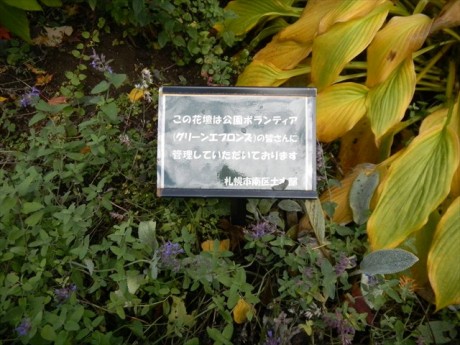 この花壇は公園ボランティア
(グリーンエプロンズ)の皆さんに
管理していただいております
札幌市南区土木部